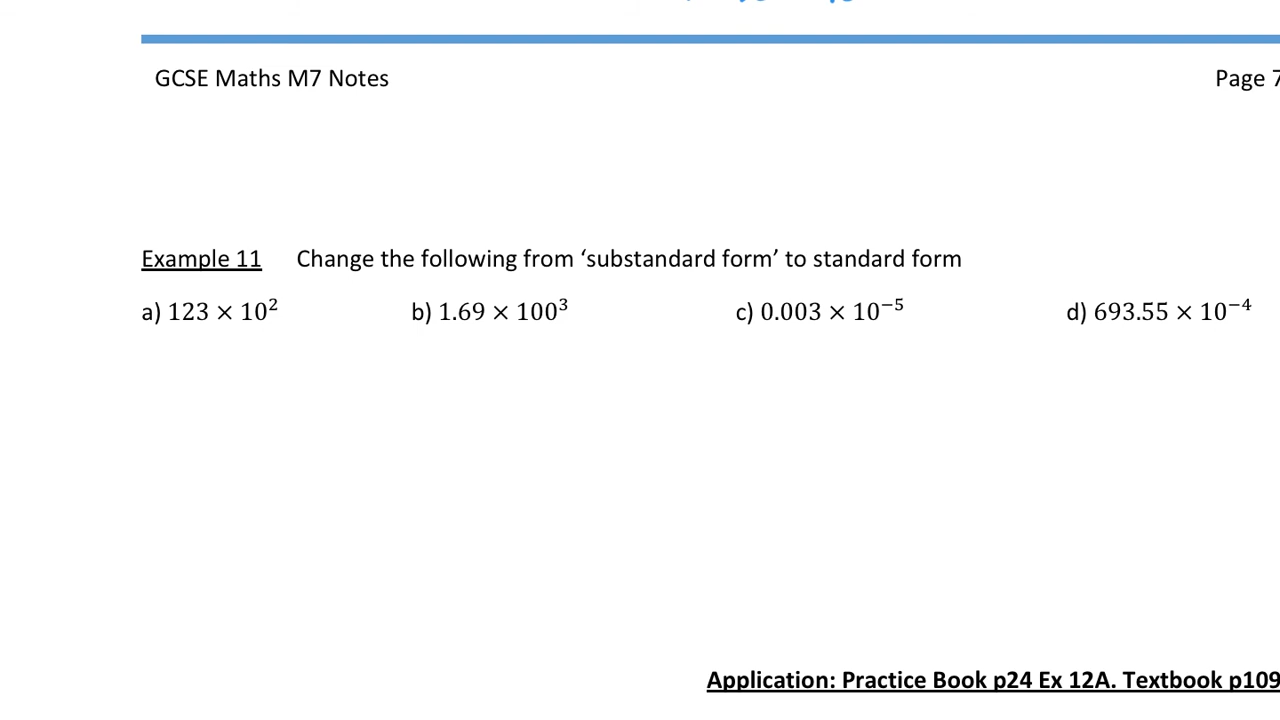 GCSE Maths M7 Notes Page 7
Example 11 Change the following from ‘substandard form’ to standard form
a) 123 × 10² b) 1.69 × 100³ c) 0.003 × 10⁻⁵ d) 693.55 × 10⁻⁴
Application: Practice Book p24 Ex 12A. Textbook p109